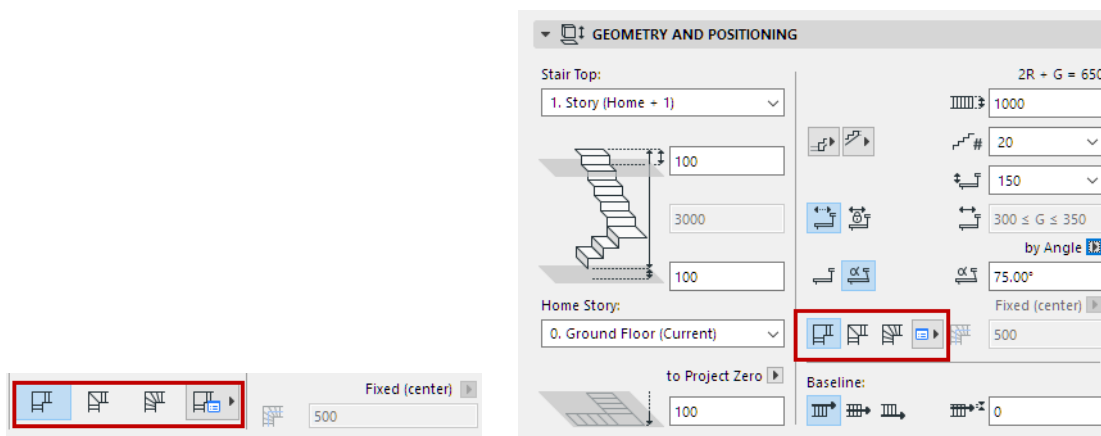 Fixed (center)
500
GEOMETRY AND POSITIONING
Stair Top:
1. Story (Home + 1)
100
3000
100
Home Story:
0. Ground Floor (Current)
to Project Zero
100
2R + G = 650
1000
# 20
150
300 ≤ G ≤ 350
by Angle
α α 75.00°
Fixed (center)
500
Baseline:
0